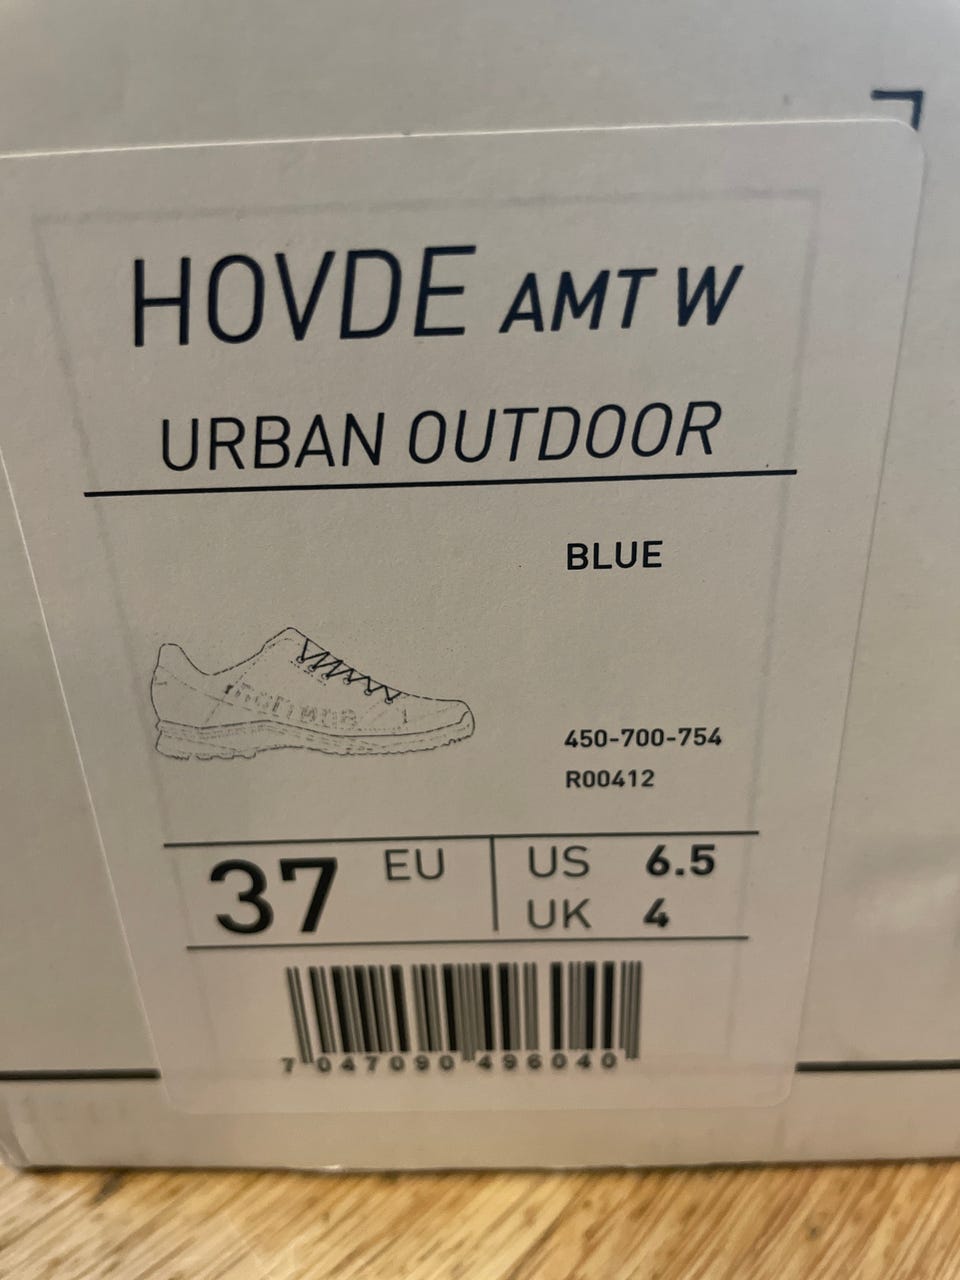 HOVDE AMT W
URBAN OUTDOOR
BLUE
450-700-754
R00412
37 EU
US 6.5
UK 4
7 047090 496040